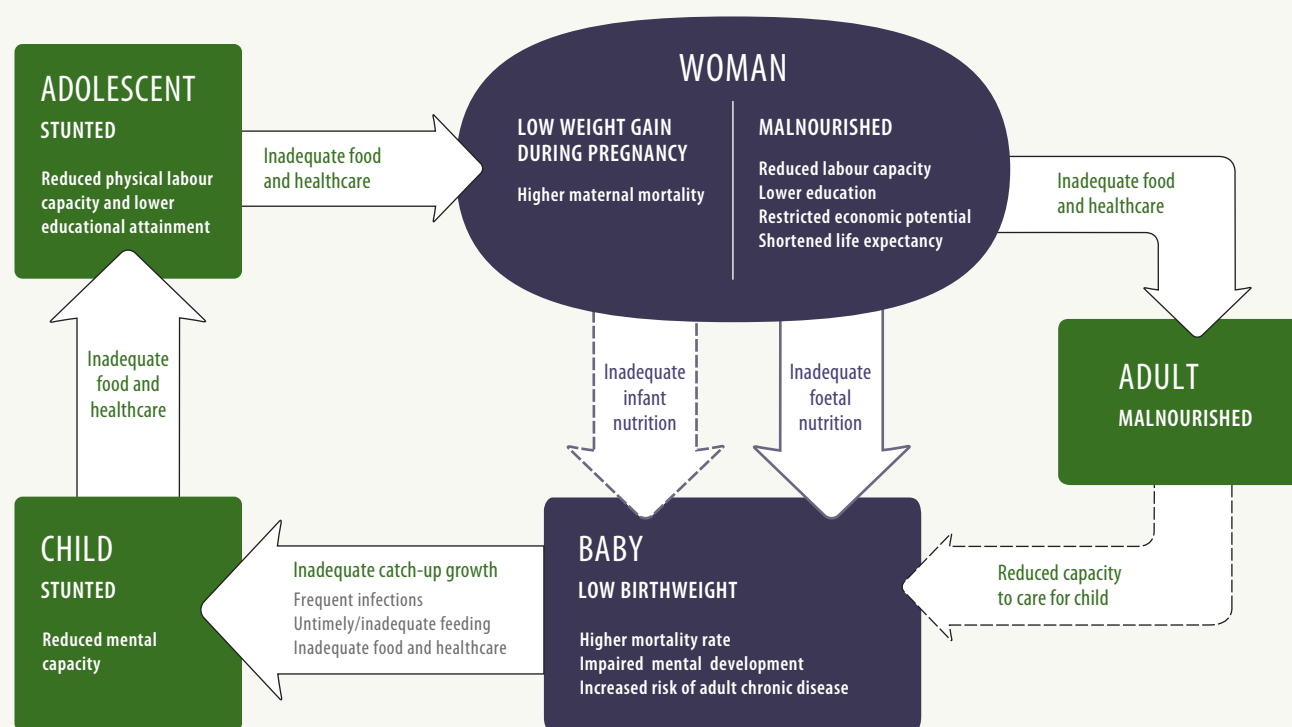 ADOLESCENT
STUNTED
Reduced physical labour
capacity and lower
educational attainment
Inadequate food
and healthcare
WOMAN
LOW WEIGHT GAIN
DURING PREGNANCY
Higher maternal mortality
MALNOURISHED
Reduced labour capacity
Lower education
Restricted economic potential
Shortened life expectancy
Inadequate food
and healthcare
Inadequate
food and
healthcare
Inadequate
infant
nutrition
Inadequate
foetal
nutrition
ADULT
MALNOURISHED
CHILD
STUNTED
Reduced mental
capacity
Inadequate catch-up growth
Frequent infections
Untimely/inadequate feeding
Inadequate food and healthcare
BABY
LOW BIRTHWEIGHT
Higher mortality rate
Impaired mental development
Increased risk of adult chronic disease
Reduced capacity
to care for child